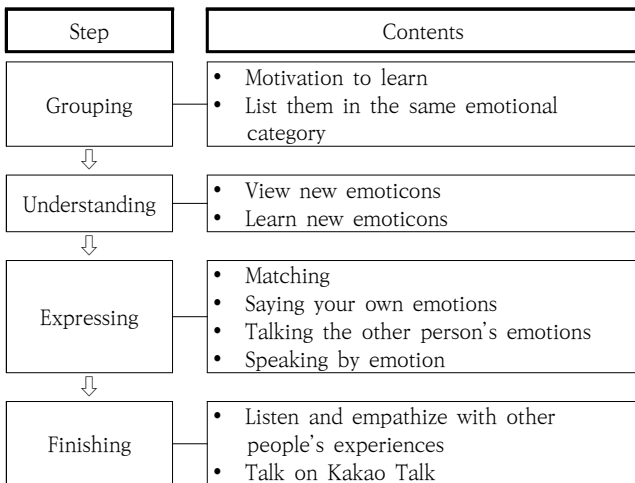 Step
Contents
Grouping
• Motivation to learn
• List them in the same emotional
category
Understanding
• View new emoticons
• Learn new emoticons
Expressing
• Matching
• Saying your own emotions
• Talking the other person's emotions
• Speaking by emotion
Finishing
• Listen and empathize with other
people's experiences
• Talk on Kakao Talk